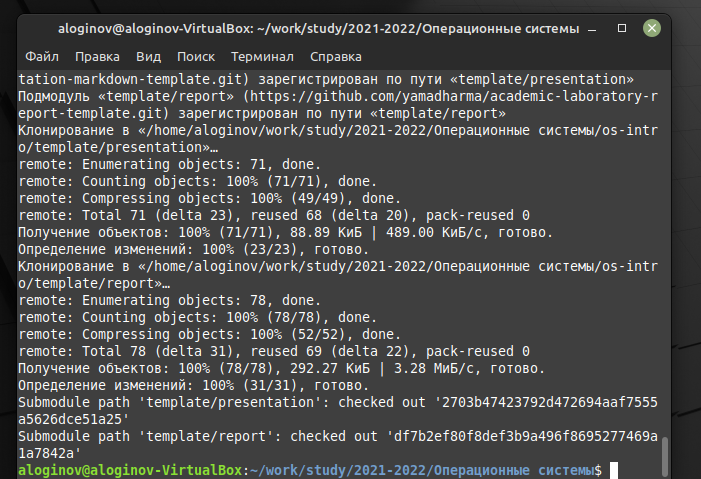 aloginov@aloginov-VirtualBox: ~/work/study/2021-2022/Операционные системы
Файл Правка Вид Поиск Терминал Справка
tation-markdown-template.git) зарегистрирован по пути «template/presentation»
Подмодуль «template/report» (https://github.com/yamadharma/academic-laboratory-r
eport-template.git) зарегистрирован по пути «template/report»
Клонирование в «/home/aloginov/work/study/2021-2022/Операционные системы/os-intr
o/template/presentation»…
remote: Enumerating objects: 71, done.
remote: Counting objects: 100% (71/71), done.
remote: Compressing objects: 100% (49/49), done.
remote: Total 71 (delta 23), reused 68 (delta 20), pack-reused 0
Получение объектов: 100% (71/71), 88.89 КиБ | 489.00 КиБ/с, готово.
Определение изменений: 100% (23/23), готово.
Клонирование в «/home/aloginov/work/study/2021-2022/Операционные системы/os-intr
o/template/report»…
remote: Enumerating objects: 78, done.
remote: Counting objects: 100% (78/78), done.
remote: Compressing objects: 100% (52/52), done.
remote: Total 78 (delta 31), reused 69 (delta 22), pack-reused 0
Получение объектов: 100% (78/78), 292.27 КиБ | 3.28 МиБ/с, готово.
Определение изменений: 100% (31/31), готово.
Submodule path 'template/presentation': checked out '2703b47423792d472694aaf7555
a5626dce51a25'
Submodule path 'template/report': checked out 'df7b2ef80f8def3b9a496f8695277469a
1a7842a'
aloginov@aloginov-VirtualBox:~/work/study/2021-2022/Операционные системы$